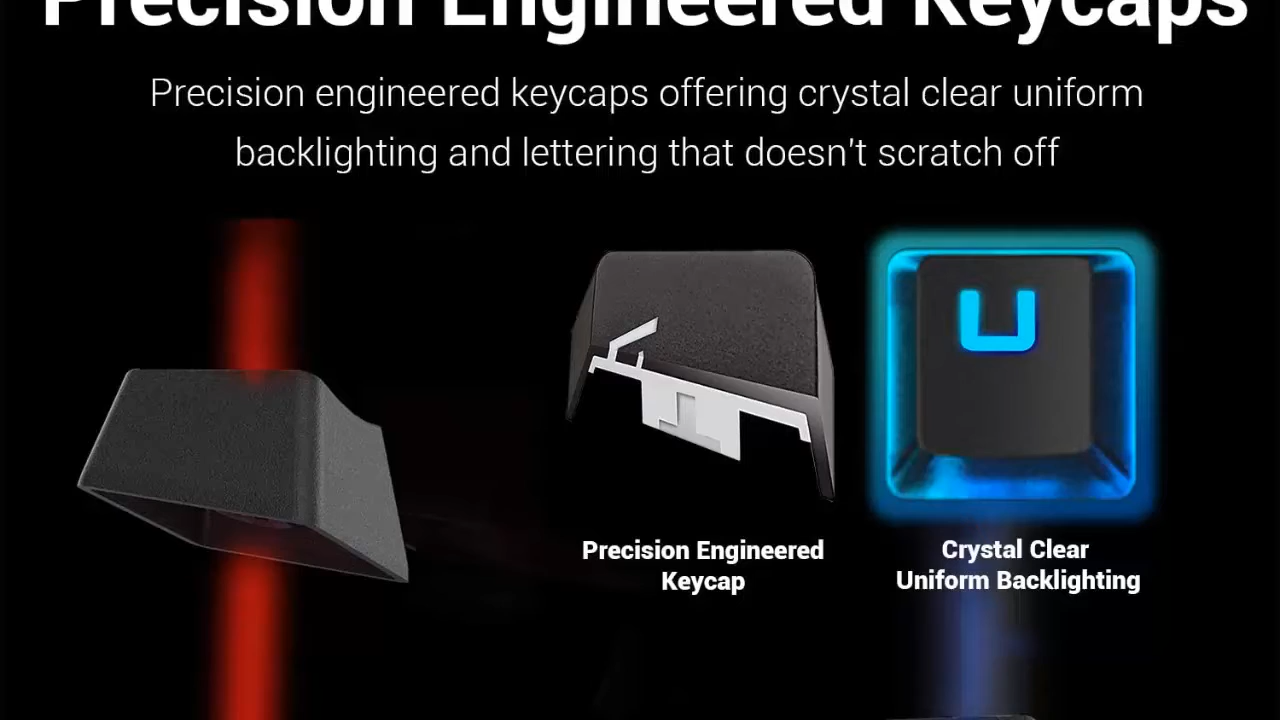 Precision Engineered Keycaps
Precision engineered keycaps offering crystal clear uniform
backlighting and lettering that doesn't scratch off
U
Precision Engineered
Keycap
Crystal Clear
Uniform Backlighting